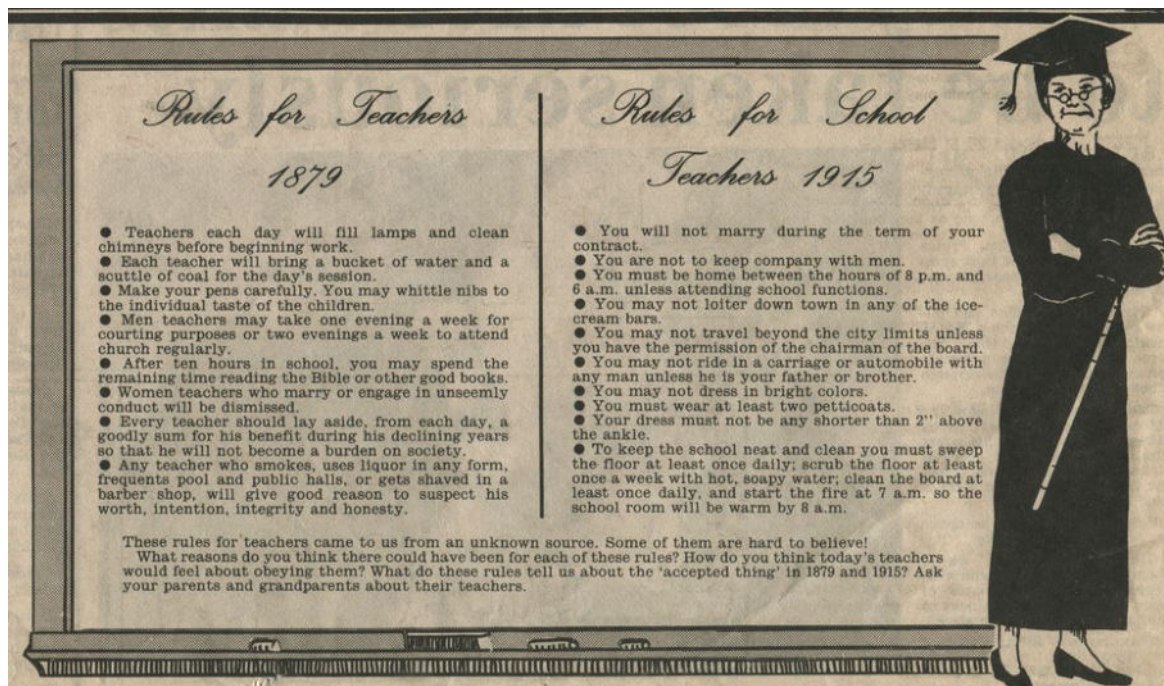 Rules for Teachers
1879
● Teachers each day will fill lamps and clean
chimneys before beginning work.
● Each teacher will bring a bucket of water and a
scuttle of coal for the day's session.
● Make your pens carefully. You may whittle nibs to
the individual taste of the children.
● Men teachers may take one evening a week for
courting purposes or two evenings a week to attend
church regularly.
● After ten hours in school, you may spend the
remaining time reading the Bible or other good books.
● Women teachers who marry or engage in unseemly
conduct will be dismissed.
● Every teacher should lay aside, from each day, a
goodly sum for his benefit during his declining years
so that he will not become a burden on society.
● Any teacher who smokes, uses liquor in any form,
frequents pool and public halls, or gets shaved in a
barber shop, will give good reason to suspect his
worth, intention, integrity and honesty.
Rules for School
Teachers 1915
● You will not marry during the term of your
contract.
● You are not to keep company with men.
● You must be home between the hours of 8 p.m. and
6 a.m. unless attending school functions.
● You may not loiter down town in any of the ice-
cream bars.
● You may not travel beyond the city limits unless
you have the permission of the chairman of the board.
● You may not ride in a carriage or automobile with
any man unless he is your father or brother.
● You may not dress in bright colors.
● You must wear at least two petticoats.
● Your dress must not be any shorter than 2" above
the ankle.
● To keep the school neat and clean you must sweep
the floor at least once daily; scrub the floor at least
once a week with hot, soapy water; clean the board at
least once daily, and start the fire at 7 a.m. so the
school room will be warm by 8 a.m.
These rules for teachers came to us from an unknown source. Some of them are hard to believe!
What reasons do you think there could have been for each of these rules? How do you think today's teachers
would feel about obeying them? What do these rules tell us about the 'accepted thing' in 1879 and 1915? Ask
your parents and grandparents about their teachers.